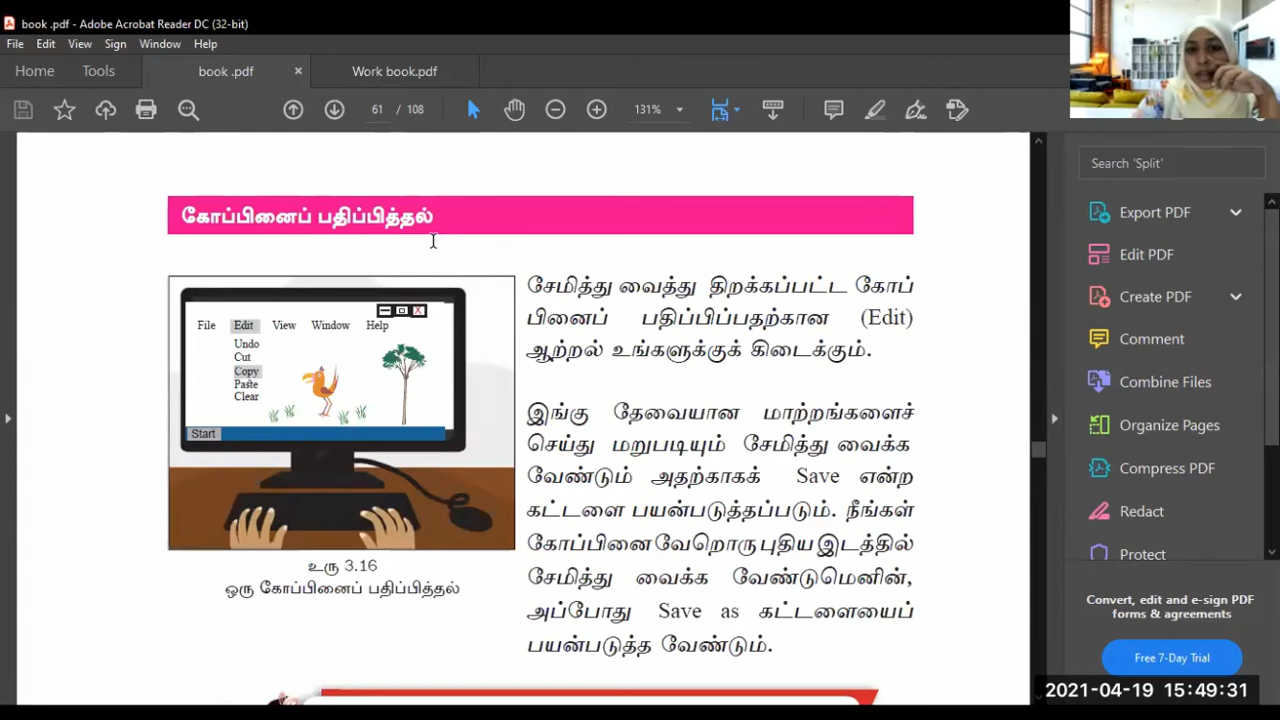 book .pdf - Adobe Acrobat Reader DC (32-bit)
File Edit View Sign Window Help
Home Tools book .pdf × Work book.pdf
61 / 108 131%
Search 'Split'
Export PDF
Edit PDF
Create PDF
Comment
Combine Files
Organize Pages
Compress PDF
Redact
Protect
Convert, edit and e-sign PDF
forms & agreements
Free 7-Day Trial
கோப்பினைப் பதிப்பித்தல்
File Edit View Window Help
Undo
Cut
Copy
Paste
Clear
Start
உரு 3.16
ஒரு கோப்பினைப் பதிப்பித்தல்
சேமித்து வைத்து திறக்கப்பட்ட கோப்
பினைப் பதிப்பிப்பதற்கான (Edit)
ஆற்றல் உங்களுக்குக் கிடைக்கும்.
இங்கு தேவையான மாற்றங்களைச்
செய்து மறுபடியும் சேமித்து வைக்க
வேண்டும் அதற்காகக் Save என்ற
கட்டளை பயன்படுத்தப்படும். நீங்கள்
கோப்பினை வேறொரு புதிய இடத்தில்
சேமித்து வைக்க வேண்டுமெனின்,
அப்போது Save as கட்டளையைப்
பயன்படுத்த வேண்டும்.
2021-04-19 15:49:31